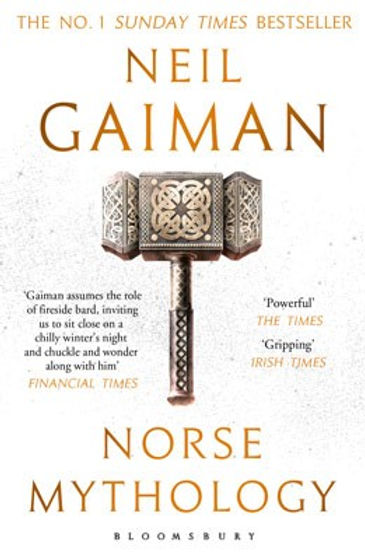 THE NO. 1 SUNDAY TIMES BESTSELLER
NEIL
GAIMAN
‘Gaiman assumes the role
of fireside bard, inviting
us to sit close on a
chilly winter’s night
and chuckle and wonder
along with him’
FINANCIAL TIMES
‘Powerful’
THE TIMES
‘Gripping’
IRISH TIMES
NORSE
MYTHOLOGY
BLOOMSBURY